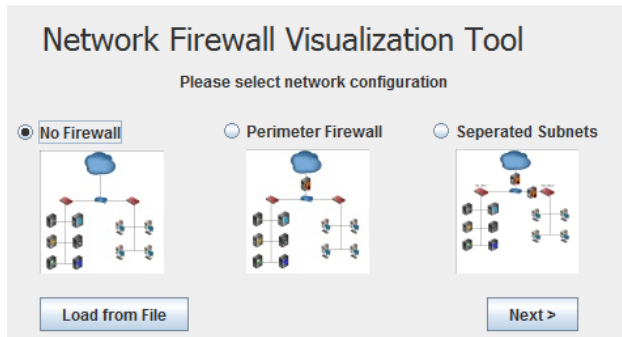 Network Firewall Visualization Tool
Please select network configuration
No Firewall
Perimeter Firewall
Seperated Subnets
Load from File
Next >